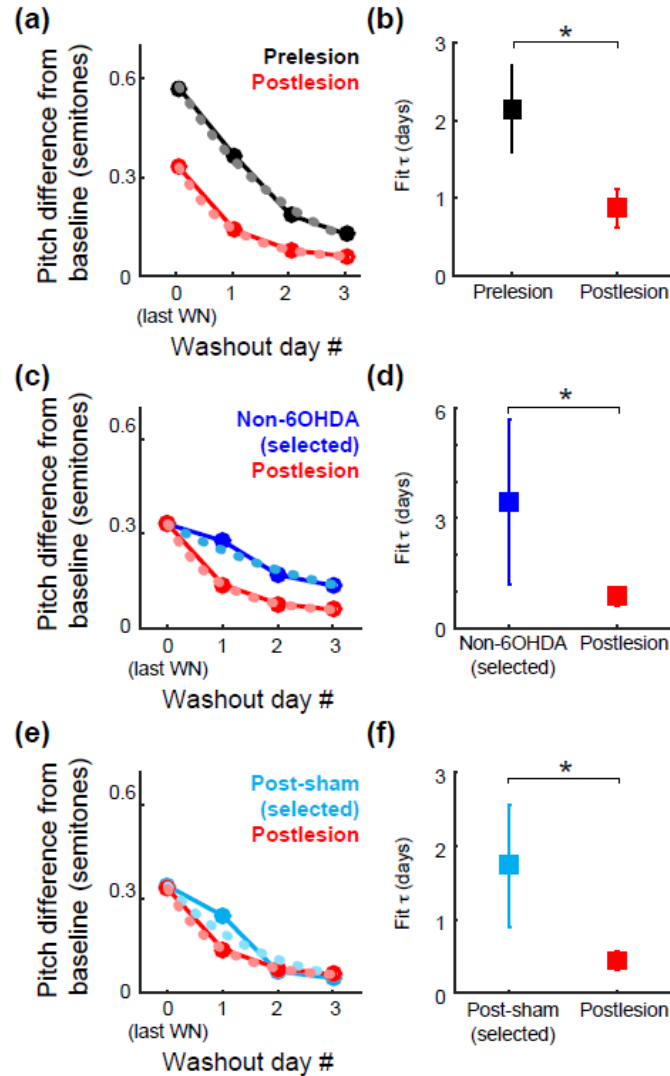 (a)
Pitch difference from
baseline (semitones)
0.6
0.3
0
Prelesion
Postlesion
0 1 2 3
(last WN)
Washout day #
(b)
*
Fit τ (days)
3
2
1
0
Prelesion Postlesion
(c)
Pitch difference from
baseline (semitones)
0.6
0.3
0
Non-6OHDA
(selected)
Postlesion
0 1 2 3
(last WN)
Washout day #
(d)
*
Fit τ (days)
6
3
0
Non-6OHDA Postlesion
(selected)
(e)
Pitch difference from
baseline (semitones)
0.6
0.3
0
Post-sham
(selected)
Postlesion
0 1 2 3
(last WN)
Washout day #
(f)
*
Fit τ (days)
3
2
1
0
Post-sham Postlesion
(selected)